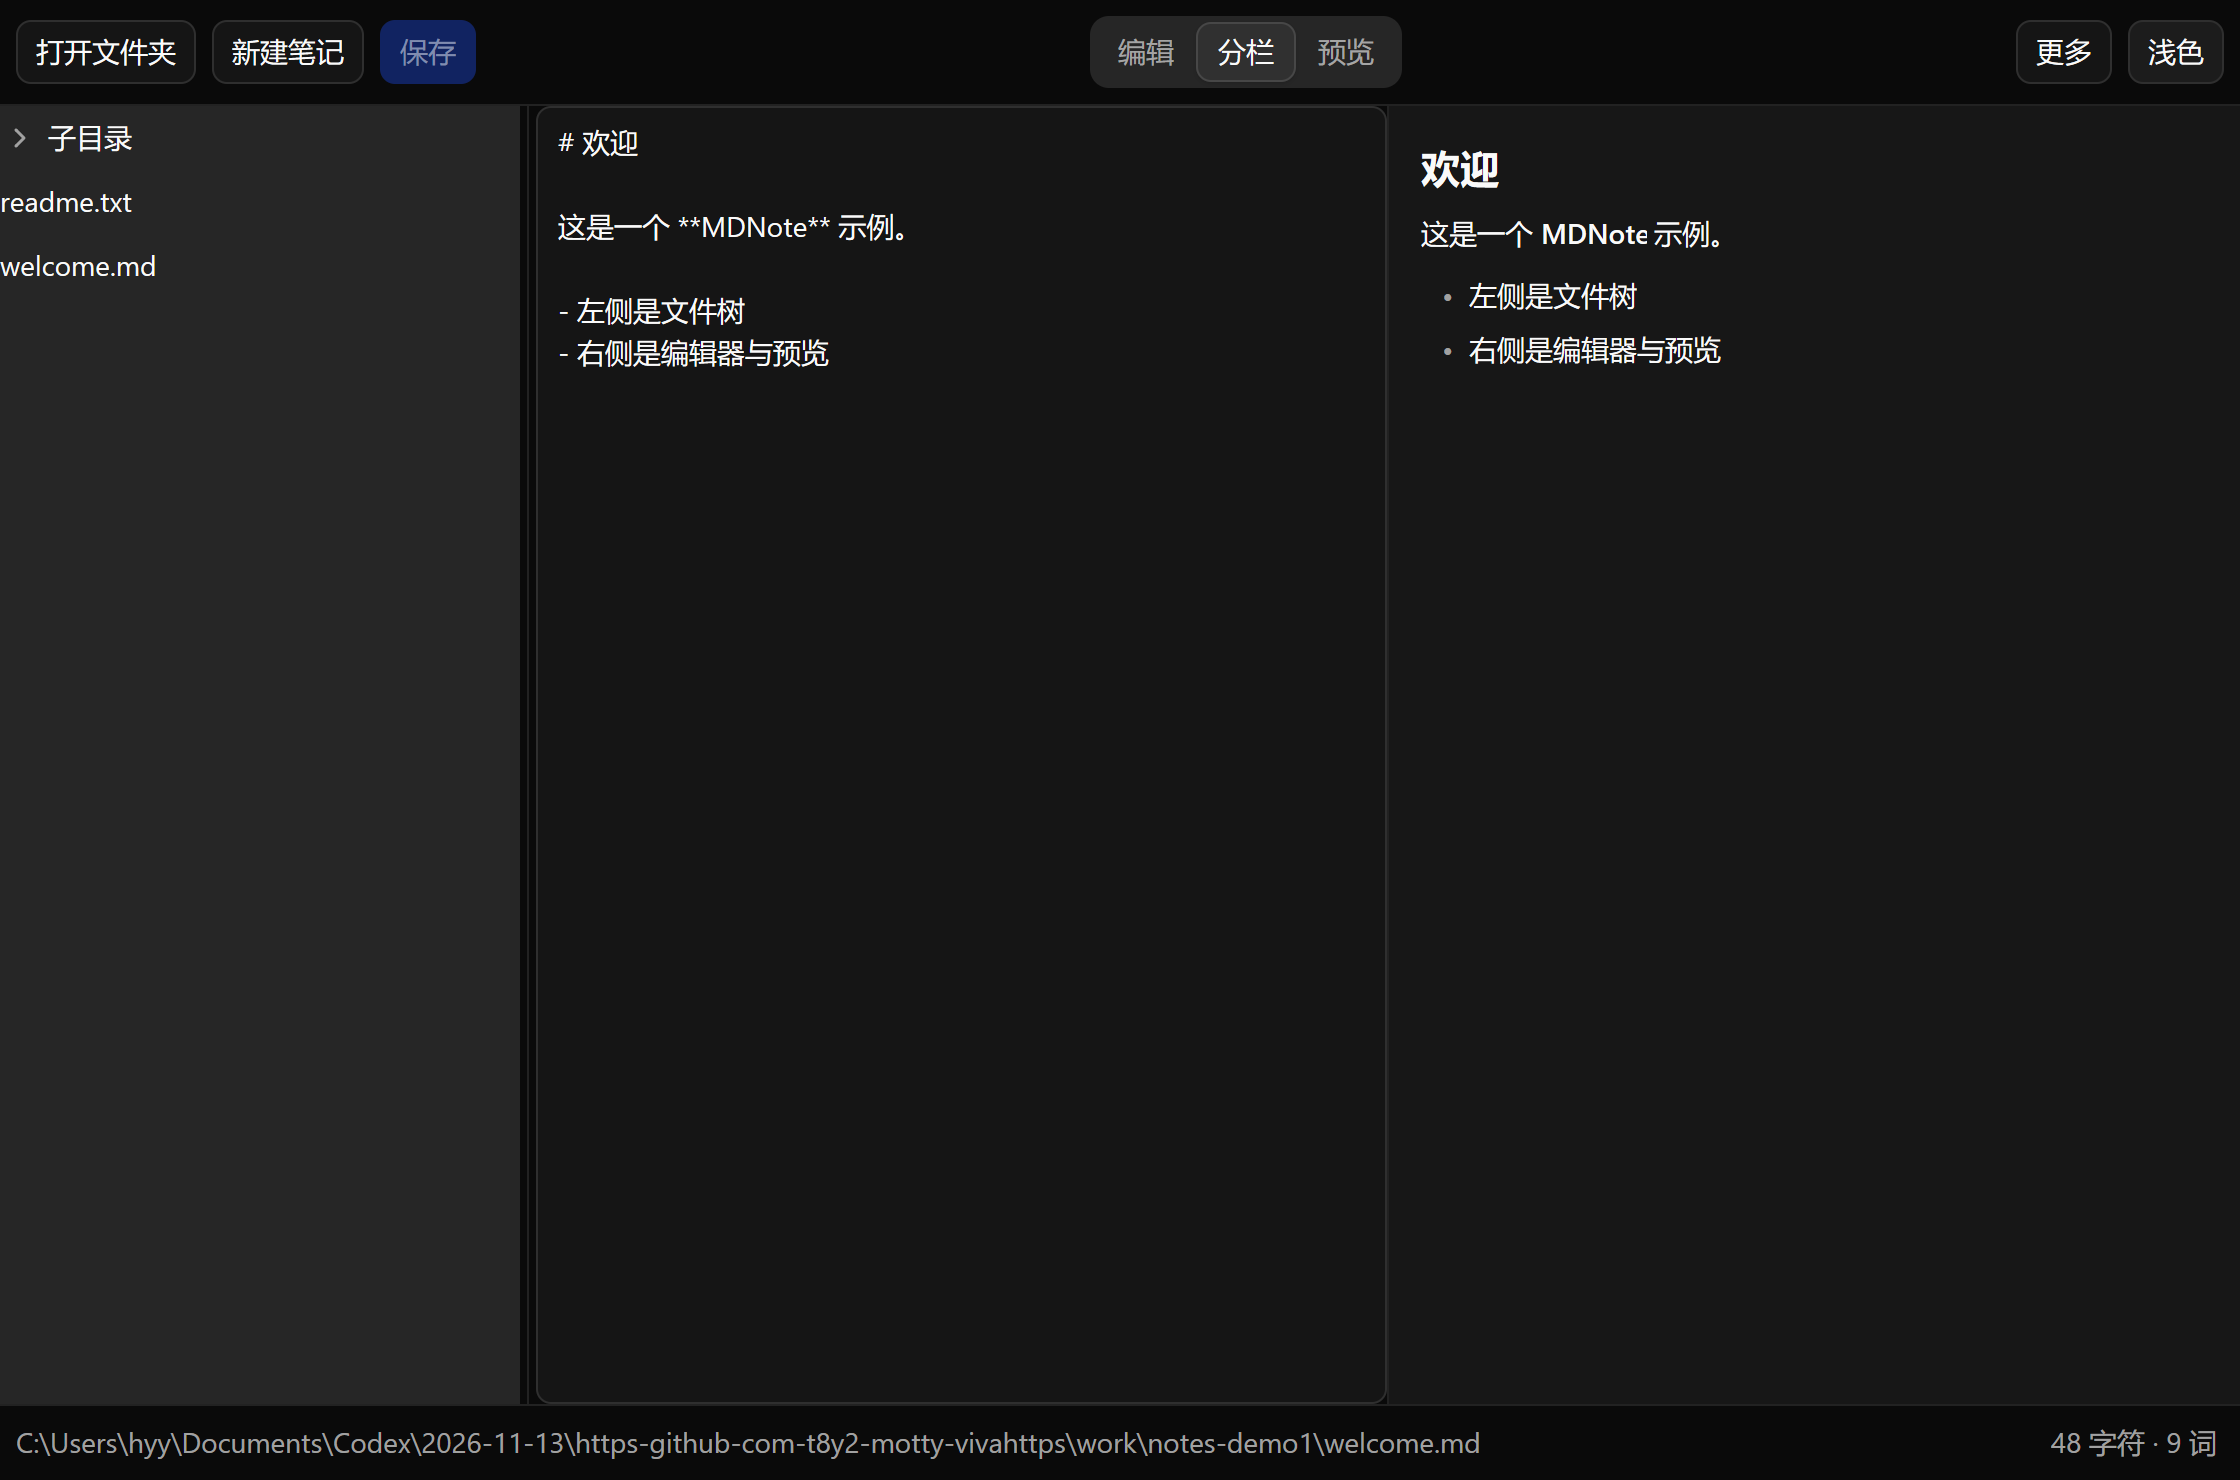 打开文件夹 新建笔记 保存 编辑 分栏 预览 更多 浅色
子目录
readme.txt
welcome.md
# 欢迎
这是一个 **MDNote** 示例。
- 左侧是文件树
- 右侧是编辑器与预览
欢迎
这是一个 MDNote 示例。
• 左侧是文件树
• 右侧是编辑器与预览
C:\Users\hyy\Documents\Codex\2026-11-13\https-github-com-t8y2-motty-vivahttps\work\notes-demo1\welcome.md 48 字符 · 9 词